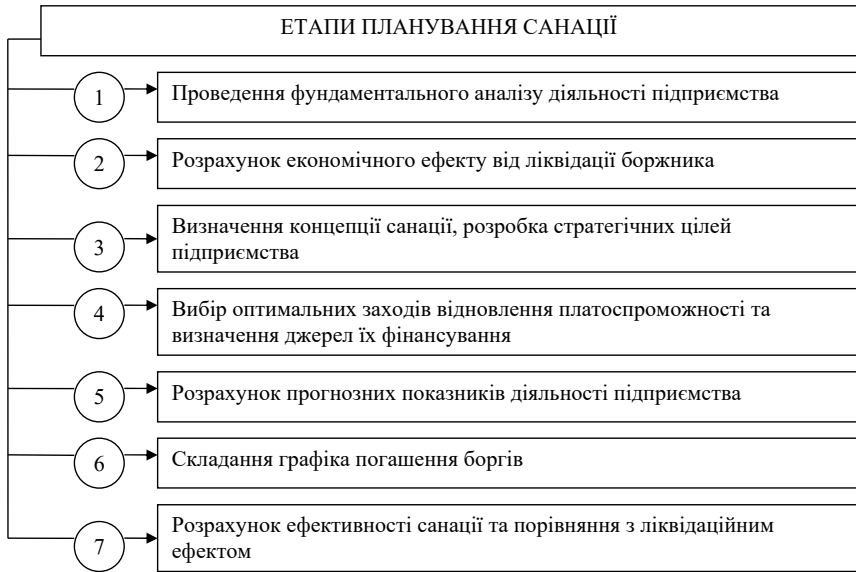 ЕТАПИ ПЛАНУВАННЯ САНАЦІЇ
1
Проведення фундаментального аналізу діяльності підприємства
2
Розрахунок економічного ефекту від ліквідації боржника
3
Визначення концепції санації, розробка стратегічних цілей
підприємства
4
Вибір оптимальних заходів відновлення платоспроможності та
визначення джерел їх фінансування
5
Розрахунок прогнозних показників діяльності підприємства
6
Складання графіка погашення боргів
7
Розрахунок ефективності санації та порівняння з ліквідаційним
ефектом